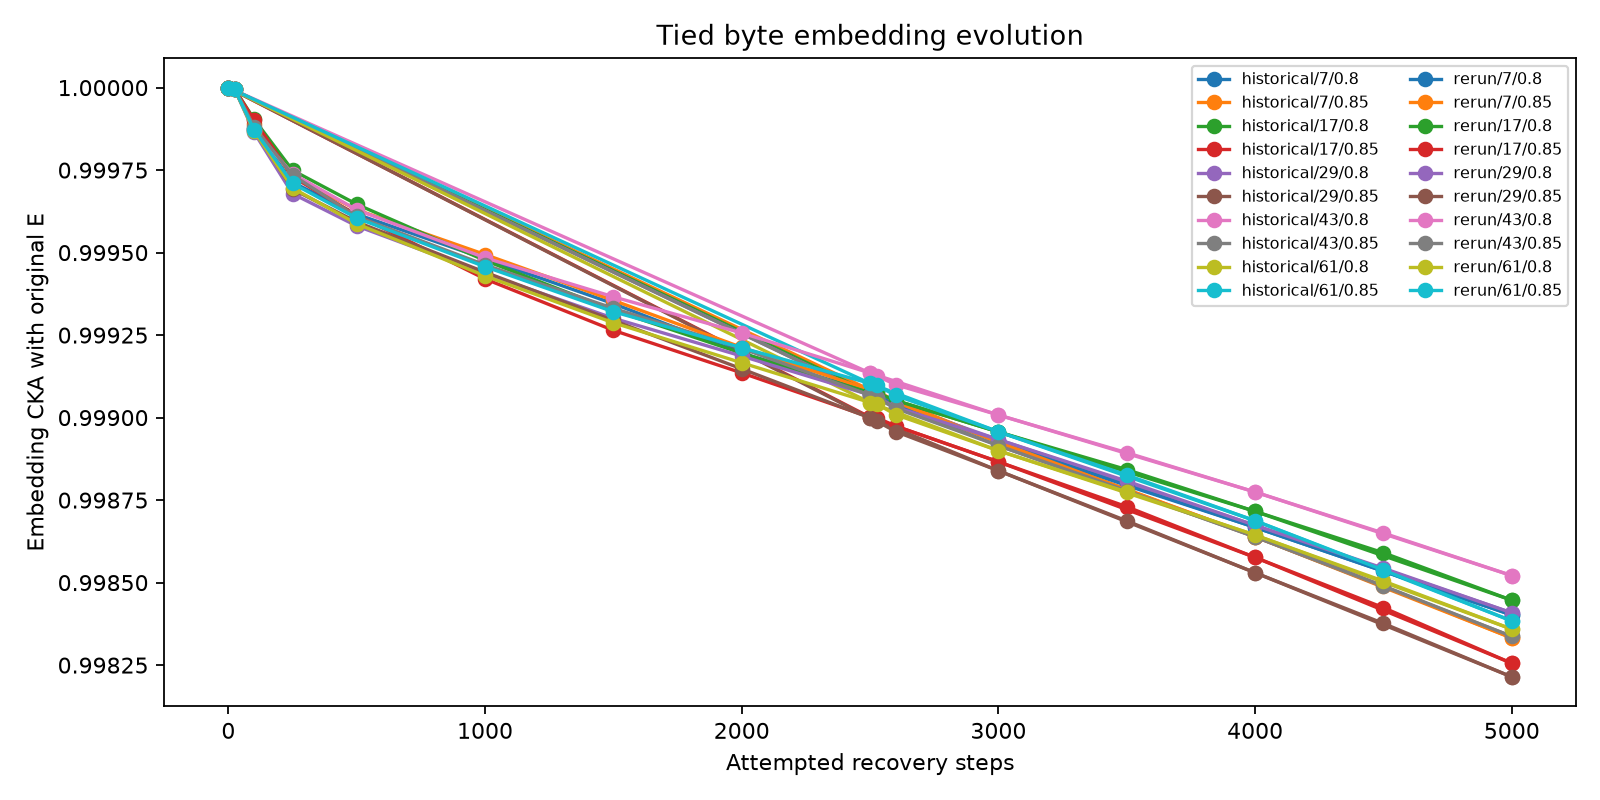 Tied byte embedding evolution
Embedding CKA with original E
1.00000
0.99975
0.99950
0.99925
0.99900
0.99875
0.99850
0.99825
historical/7/0.8
historical/7/0.85
historical/17/0.8
historical/17/0.85
historical/29/0.8
historical/29/0.85
historical/43/0.8
historical/43/0.85
historical/61/0.8
historical/61/0.85
rerun/7/0.8
rerun/7/0.85
rerun/17/0.8
rerun/17/0.85
rerun/29/0.8
rerun/29/0.85
rerun/43/0.8
rerun/43/0.85
rerun/61/0.8
rerun/61/0.85
0
1000
2000
3000
4000
5000
Attempted recovery steps